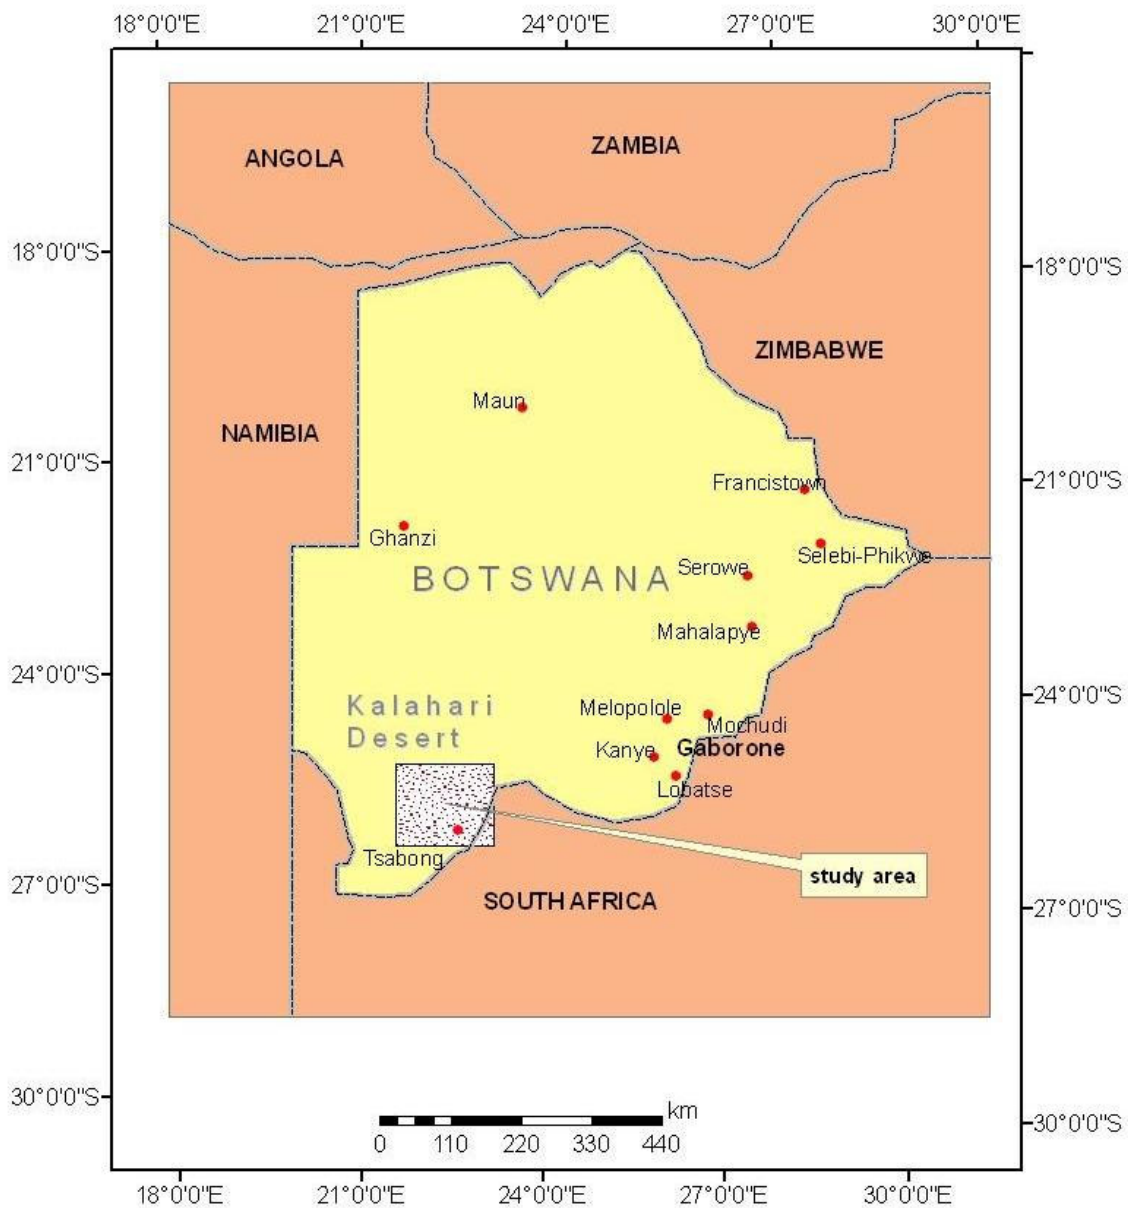 18°0'0"E 21°0'0"E 24°0'0"E 27°0'0"E 30°0'0"E
ANGOLA
ZAMBIA
18°0'0"S
18°0'0"S
ZIMBABWE
Maun
NAMIBIA
21°0'0"S
21°0'0"S
Francistown
Ghanzi
Selebi-Phikwe
Serowe
BOTSWANA
Mahalapye
24°0'0"S
24°0'0"S
Kalahari
Desert
Melopolole
Mochudi
Kanye
Gaborone
Lobatse
Tsabong
study area
27°0'0"S
27°0'0"S
SOUTH AFRICA
30°0'0"S
30°0'0"S
km
0 110 220 330 440
18°0'0"E 21°0'0"E 24°0'0"E 27°0'0"E 30°0'0"E